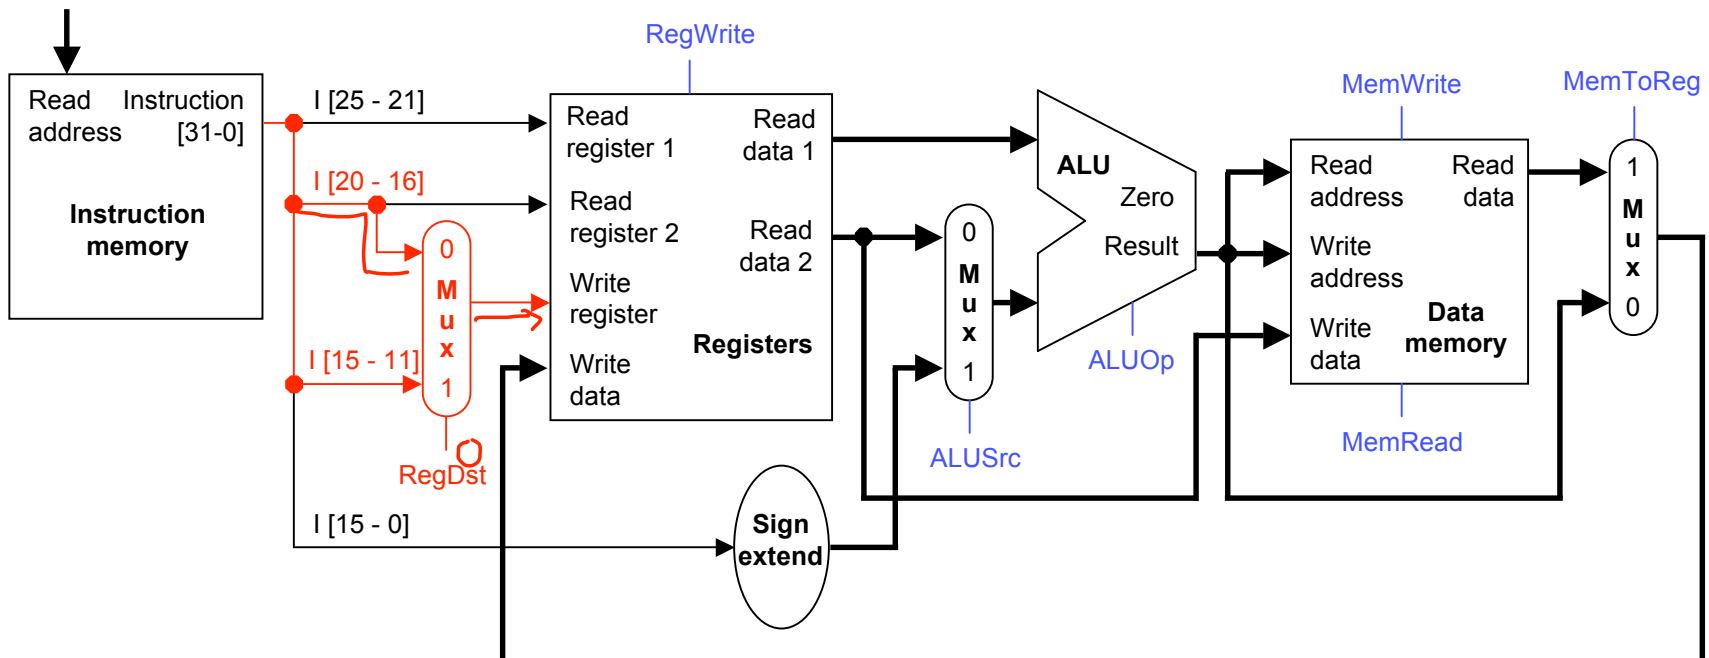 RegWrite
MemWrite
MemToReg
Read address
Instruction [31-0]
Instruction memory
I [25 - 21]
I [20 - 16]
I [15 - 11]
I [15 - 0]
0
M
u
x
1
RegDst
0
Read register 1
Read register 2
Write register
Write data
Read data 1
Read data 2
Registers
Sign extend
0
M
u
x
1
ALUSrc
ALU
Zero
Result
ALUOp
Read address
Write address
Write data
Read data
Data memory
MemRead
1
M
u
x
0